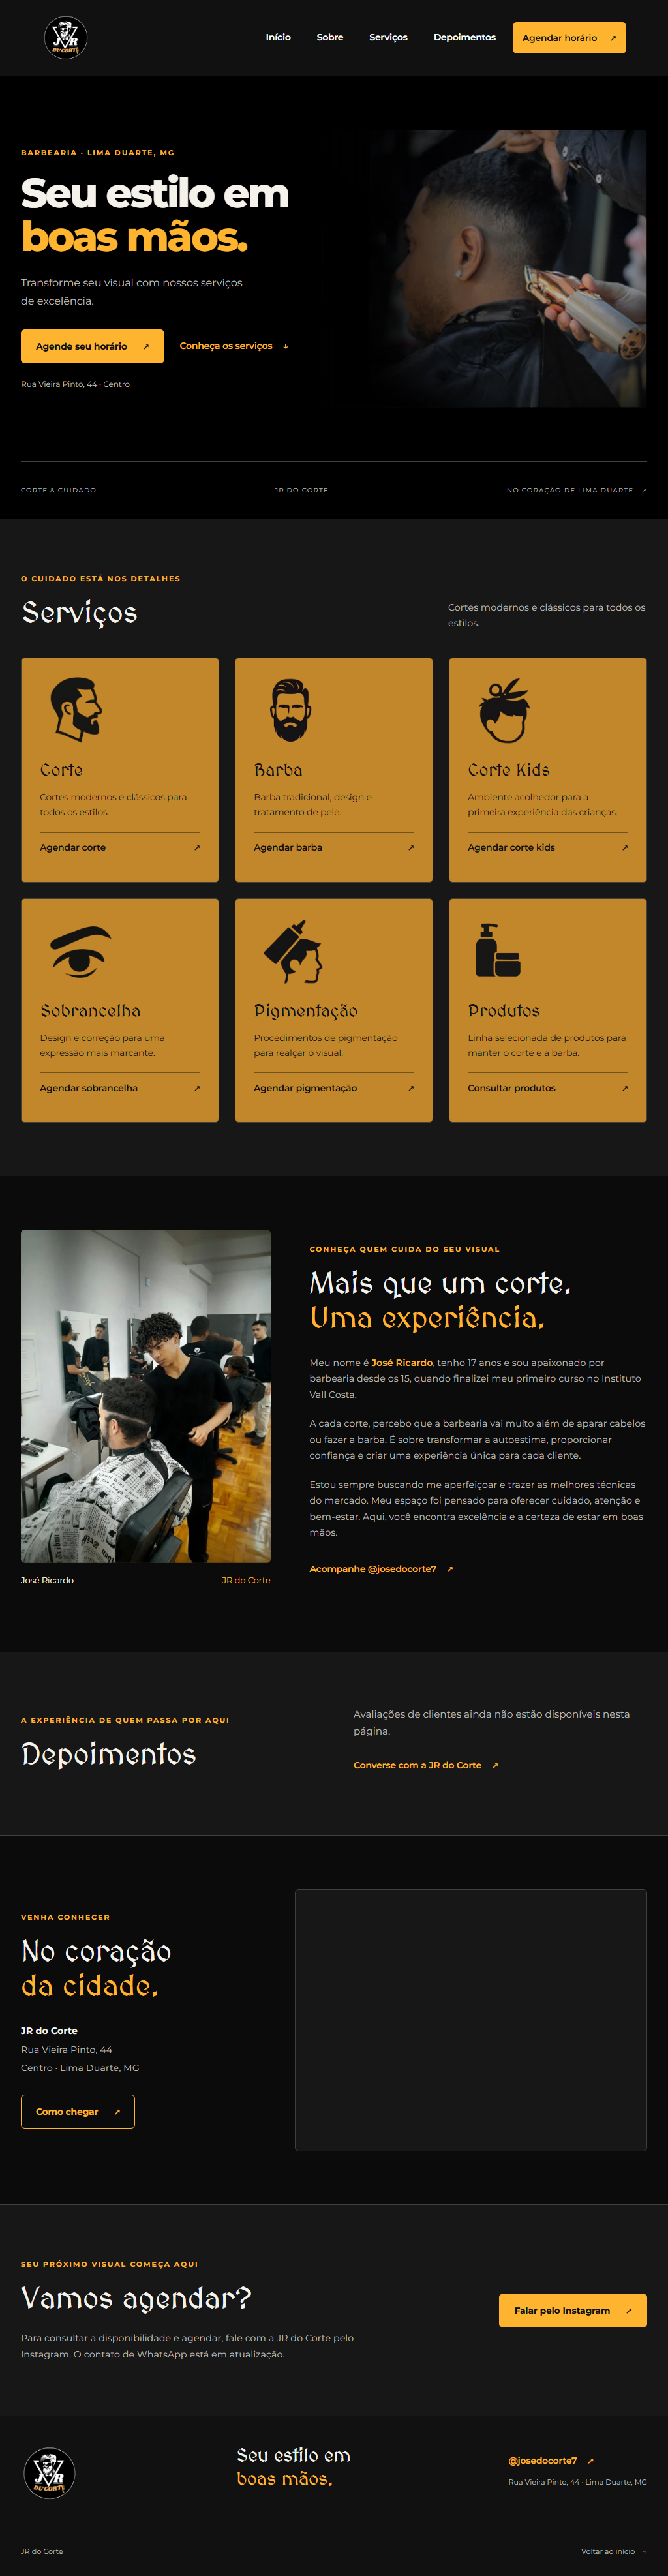 JR
DU CORTE
Início
Sobre
Serviços
Depoimentos
Agendar horário ↗
BARBEARIA · LIMA DUARTE, MG
Seu estilo em
boas mãos.
Transforme seu visual com nossos serviços
de excelência.
Agende seu horário ↗
Conheça os serviços ↓
Rua Vieira Pinto, 44 · Centro
CORTE & CUIDADO
JR DO CORTE
NO CORAÇÃO DE LIMA DUARTE ↗
O CUIDADO ESTÁ NOS DETALHES
Serviços
Cortes modernos e clássicos para todos os
estilos.
Corte
Cortes modernos e clássicos para
todos os estilos.
Agendar corte ↗
Barba
Barba tradicional, design e
tratamento de pele.
Agendar barba ↗
Corte Kids
Ambiente acolhedor para a
primeira experiência das crianças.
Agendar corte kids ↗
Sobrancelha
Design e correção para uma
expressão mais marcante.
Agendar sobrancelha ↗
Pigmentação
Procedimentos de pigmentação
para realçar o visual.
Agendar pigmentação ↗
Produtos
Linha selecionada de produtos para
manter o corte e a barba.
Consultar produtos ↗
José Ricardo
JR do Corte
CONHEÇA QUEM CUIDA DO SEU VISUAL
Mais que um corte.
Uma experiência.
Meu nome é José Ricardo, tenho 17 anos e sou apaixonado por
barbearia desde os 15, quando finalizei meu primeiro curso no Instituto
Vall Costa.
A cada corte, percebo que a barbearia vai muito além de aparar cabelos
ou fazer a barba. É sobre transformar a autoestima, proporcionar
confiança e criar uma experiência única para cada cliente.
Estou sempre buscando me aperfeiçoar e trazer as melhores técnicas
do mercado. Meu espaço foi pensado para oferecer cuidado, atenção e
bem-estar. Aqui, você encontra excelência e a certeza de estar em boas
mãos.
Acompanhe @josedocorte7 ↗
A EXPERIÊNCIA DE QUEM PASSA POR AQUI
Depoimentos
Avaliações de clientes ainda não estão disponíveis nesta
página.
Converse com a JR do Corte ↗
VENHA CONHECER
No coração
da cidade.
JR do Corte
Rua Vieira Pinto, 44
Centro · Lima Duarte, MG
Como chegar ↗
SEU PRÓXIMO VISUAL COMEÇA AQUI
Vamos agendar?
Para consultar a disponibilidade e agendar, fale com a JR do Corte pelo
Instagram. O contato de WhatsApp está em atualização.
Falar pelo Instagram ↗
JR
DU CORTE
Seu estilo em
boas mãos.
@josedocorte7 ↗
Rua Vieira Pinto, 44 · Lima Duarte, MG
JR do Corte
Voltar ao início ↑